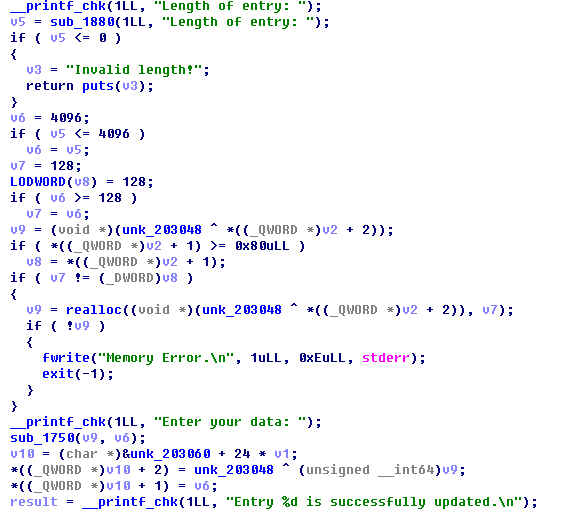 __printf_chk(1LL, "Length of entry: ");
v5 = sub_1880(1LL, "Length of entry: ");
if ( v5 <= 0 )
{
v3 = "Invalid length!";
return puts(v3);
}
v6 = 4096;
if ( v5 <= 4096 )
v6 = v5;
v7 = 128;
LODWORD(v8) = 128;
if ( v6 >= 128 )
v7 = v6;
v9 = (void *)(unk_203048 ^ *((_QWORD *)v2 + 2));
if ( *((_QWORD *)v2 + 1) >= 0x80uLL )
v8 = *((_QWORD *)v2 + 1);
if ( v7 != (_DWORD)v8 )
{
v9 = realloc((void *)(unk_203048 ^ *((_QWORD *)v2 + 2)), v7);
if ( !v9 )
{
fwrite("Memory Error.\n", 1uLL, 0xEuLL, stderr);
exit(-1);
}
}
__printf_chk(1LL, "Enter your data: ");
sub_1750(v9, v6);
v10 = (char *)&unk_203060 + 24 * v1;
*((_QWORD *)v10 + 2) = unk_203048 ^ (unsigned __int64)v9;
*((_QWORD *)v10 + 1) = v6;
result = __printf_chk(1LL, "Entry %d is successfully updated.\n");